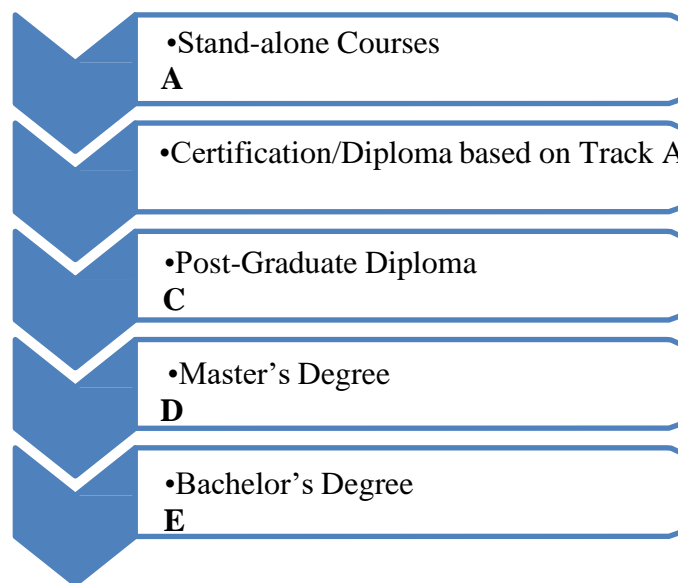 •Stand-alone Courses
A
•Certification/Diploma based on Track A
•Post-Graduate Diploma
C
•Master’s Degree
D
•Bachelor’s Degree
E